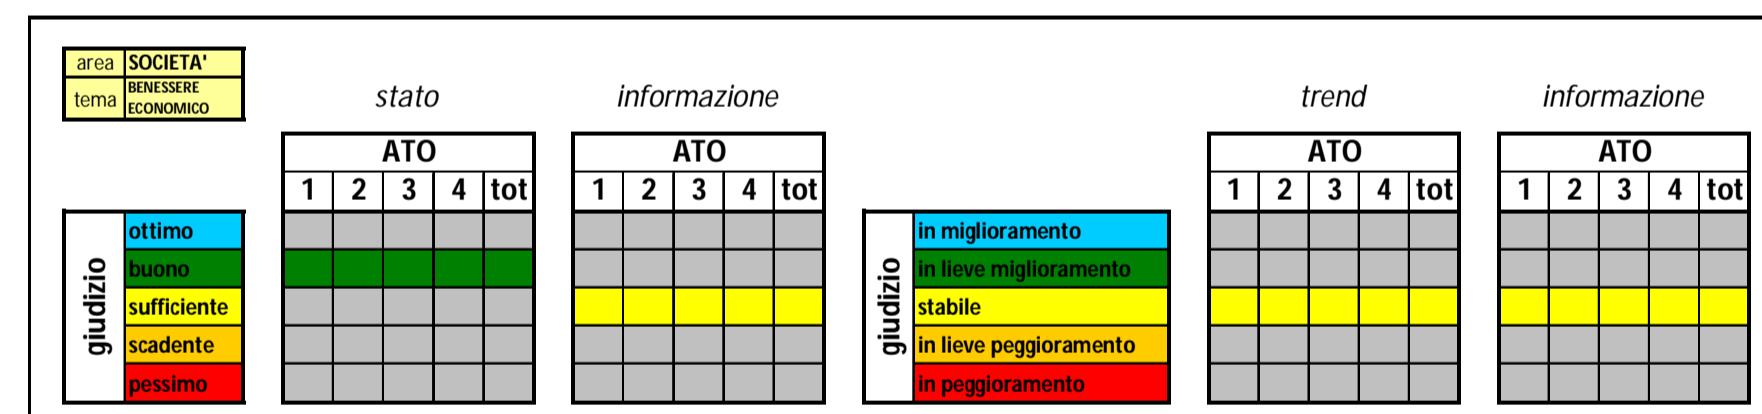 area SOCIETA'
tema BENESSERE ECONOMICO
stato informazione trend informazione
ATO ATO ATO ATO
1 2 3 4 tot 1 2 3 4 tot 1 2 3 4 tot 1 2 3 4 tot
giudizio
ottimo
buono
sufficiente
scadente
pessimo
giudizio
in miglioramento
in lieve miglioramento
stabile
in lieve peggioramento
in peggioramento